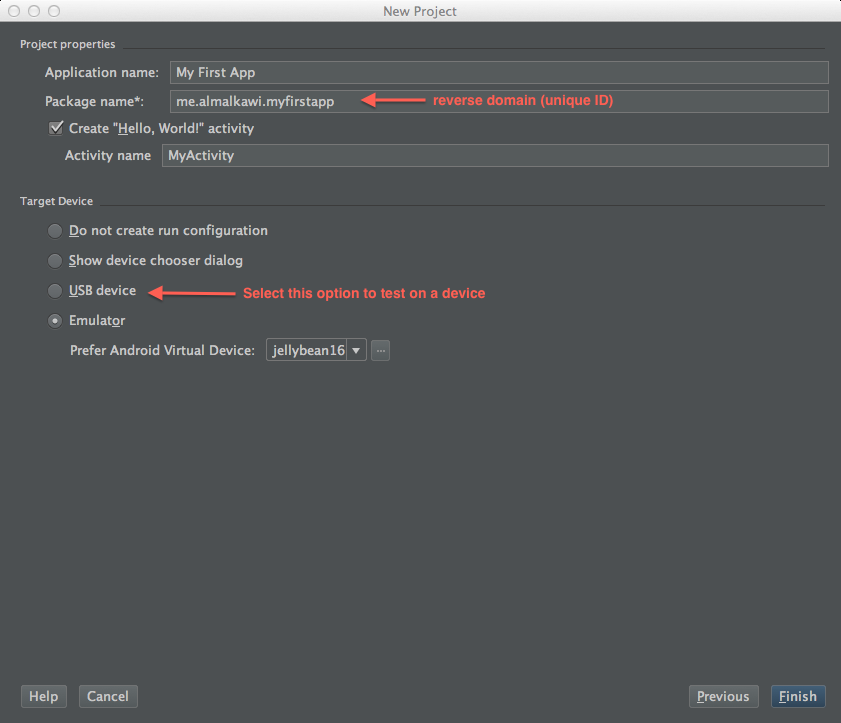 New Project
Project properties
Application name: My First App
Package name*: me.almalkawi.myfirstapp reverse domain (unique ID)
Create "Hello, World!" activity
Activity name MyActivity
Target Device
Do not create run configuration
Show device chooser dialog
USB device Select this option to test on a device
Emulator
Prefer Android Virtual Device: jellybean16 ...
Help Cancel Previous Finish